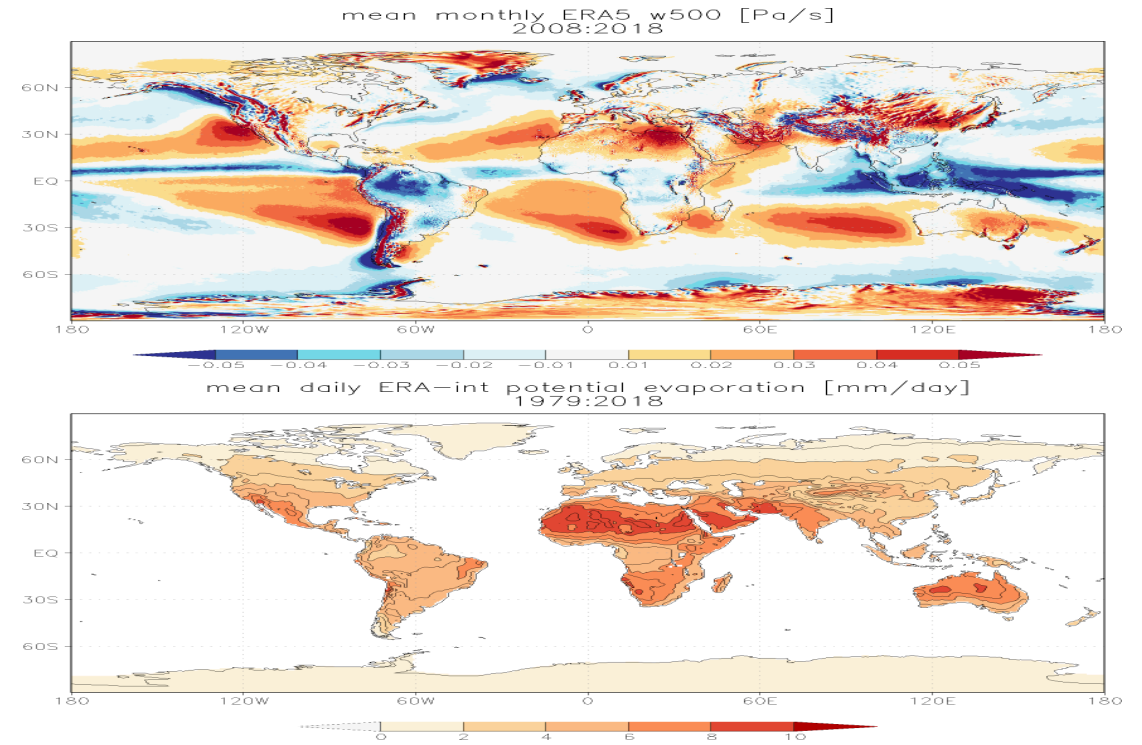 mean monthly ERA5 w500 [Pa/s]
2008:2018
60N
30N
EQ
30S
60S
180 120W 60W 0 60E 120E 180
−0.05 −0.04 −0.03 −0.02 −0.01 0.01 0.02 0.03 0.04 0.05
mean daily ERA−int potential evaporation [mm/day]
1979:2018
60N
30N
EQ
30S
60S
180 120W 60W 0 60E 120E 180
0 2 4 6 8 10